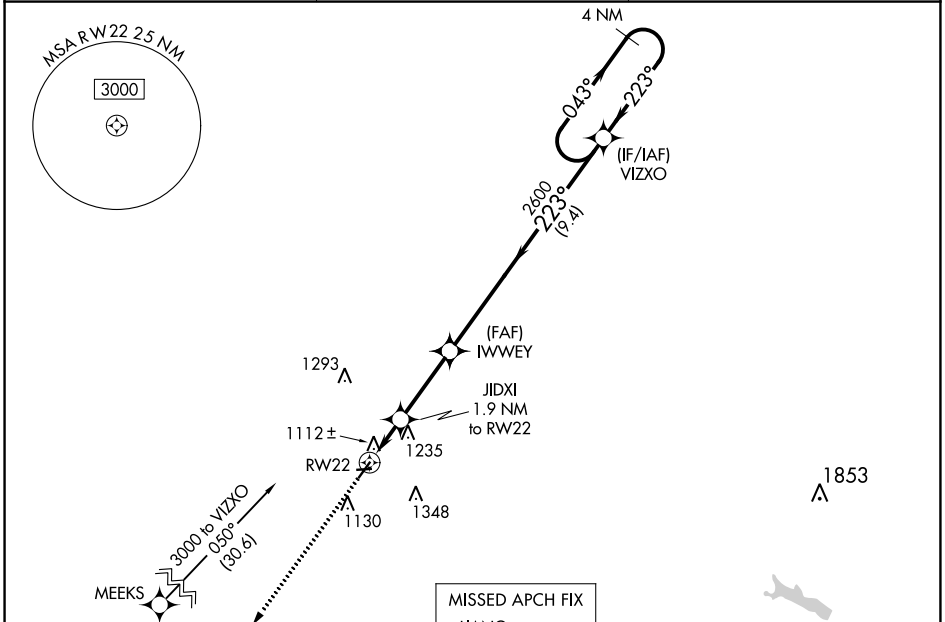 MSA RW22 25 NM
3000
4 NM
043°
223°
(IF/IAF)
VIZXO
2600
223°
(9.4)
(FAF)
IWWEY
1293
JIDXI
1.9 NM
to RW22
1112 ±
1235
RW22
1853
1130
1348
3000 to VIZXO
050°
(30.6)
MEEKS
MISSED APCH FIX